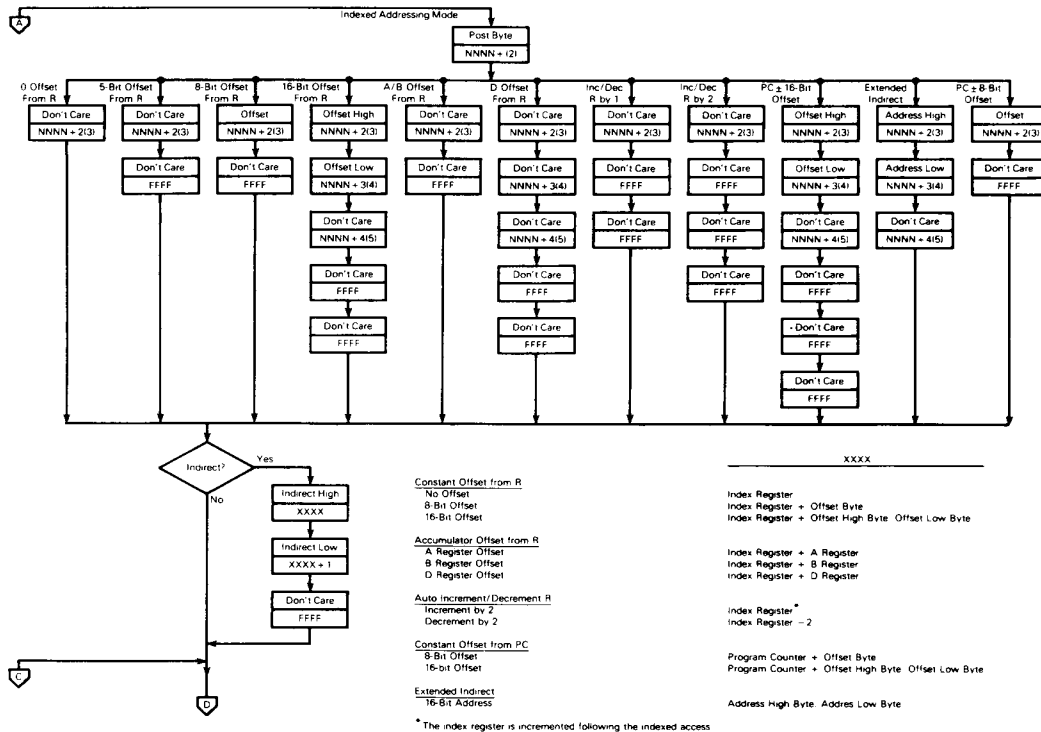 A
Indexed Addressing Mode
Post Byte
NNNN + (2)
0 Offset From R
5-Bit Offset From R
8-Bit Offset From R
16-Bit Offset From R
A/B Offset From R
D Offset From R
Inc/Dec R by 1
Inc/Dec R by 2
PC ± 16-Bit Offset
Extended Indirect
PC ± 8-Bit Offset
Don't Care
NNNN + 2(3)
Don't Care
NNNN + 2(3)
Offset
NNNN + 2(3)
Offset High
NNNN + 2(3)
Don't Care
NNNN + 2(3)
Don't Care
NNNN + 2(3)
Don't Care
NNNN + 2(3)
Don't Care
NNNN + 2(3)
Offset High
NNNN + 2(3)
Address High
NNNN + 2(3)
Offset
NNNN + 2(3)
Don't Care
FFFF
Don't Care
FFFF
Offset Low
NNNN + 3(4)
Don't Care
FFFF
Don't Care
NNNN + 3(4)
Don't Care
FFFF
Don't Care
FFFF
Offset Low
NNNN + 3(4)
Address Low
NNNN + 3(4)
Don't Care
FFFF
Don't Care
NNNN + 4(5)
Don't Care
NNNN + 4(5)
Don't Care
FFFF
Don't Care
FFFF
Don't Care
NNNN + 4(5)
Don't Care
NNNN + 4(5)
Don't Care
FFFF
Don't Care
FFFF
Don't Care
FFFF
Don't Care
FFFF
Don't Care
FFFF
Don't Care
FFFF
Don't Care
FFFF
Don't Care
FFFF
Indirect?
Yes
No
Indirect High
XXXX
Indirect Low
XXXX + 1
Don't Care
FFFF
C
D
XXXX
Constant Offset from R
No Offset Index Register
8-Bit Offset Index Register + Offset Byte
16-Bit Offset Index Register + Offset High Byte Offset Low Byte
Accumulator Offset from R
A Register Offset Index Register + A Register
B Register Offset Index Register + B Register
D Register Offset Index Register + D Register
Auto Increment/Decrement R
Increment by 2 Index Register*
Decrement by 2 Index Register − 2
Constant Offset from PC
8-Bit Offset Program Counter + Offset Byte
16-bit Offset Program Counter + Offset High Byte Offset Low Byte
Extended Indirect
16-Bit Address Address High Byte. Addres Low Byte
* The index register is incremented following the indexed access